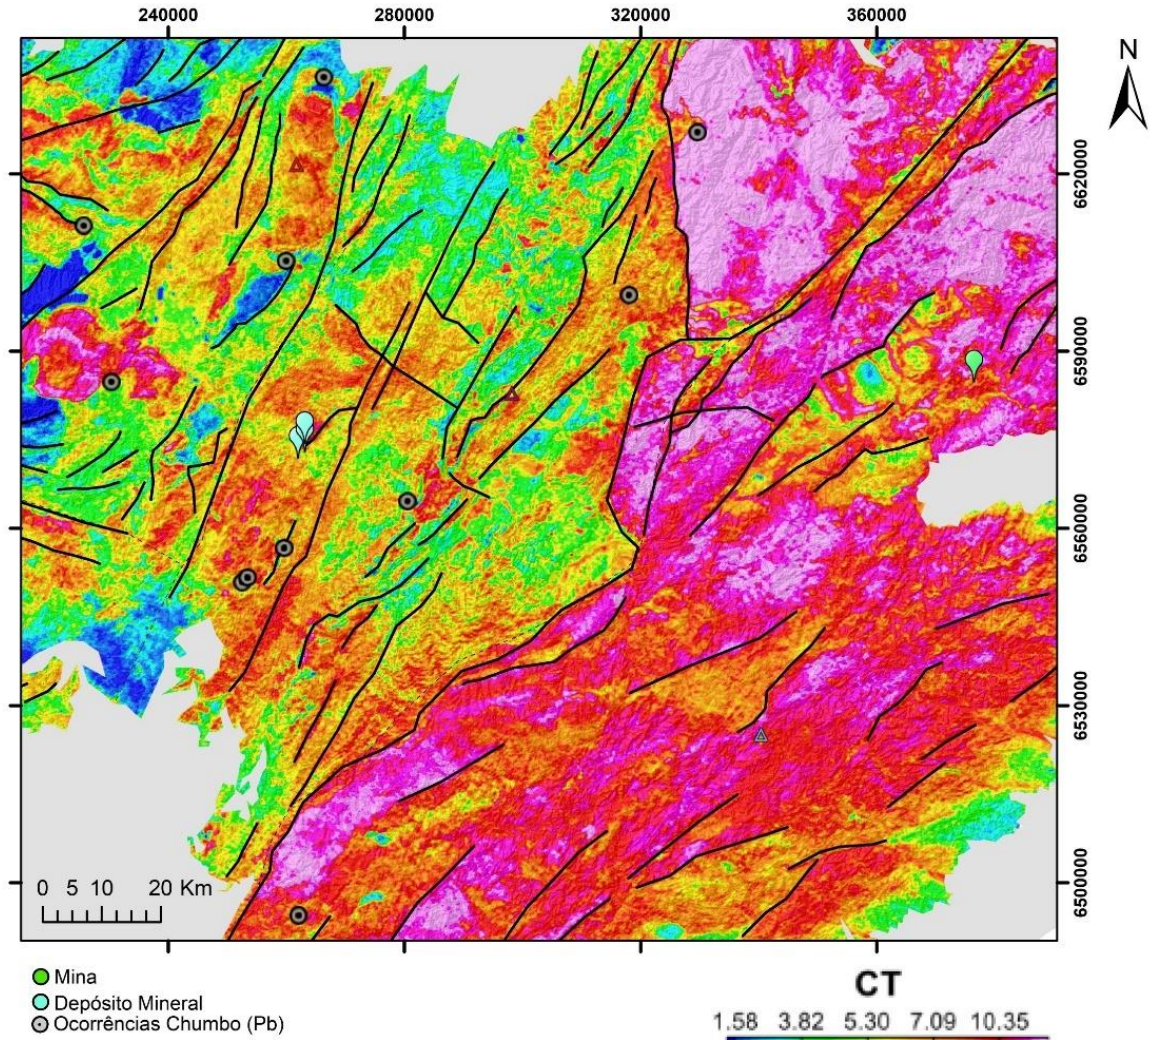 240000 280000 320000 360000
N
6620000
6590000
6560000
6530000
6500000
0 5 10 20 Km
Mina
Depósito Mineral
Ocorrências Chumbo (Pb)
CT
1.58 3.82 5.30 7.09 10.35